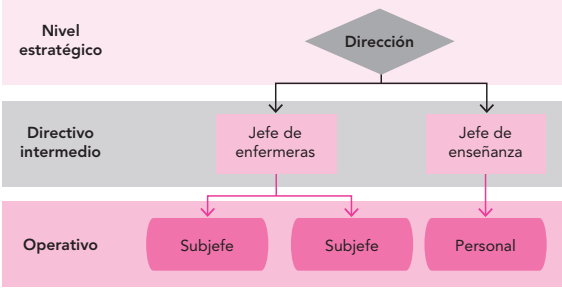 Nivel
estratégico
Dirección
Directivo
intermedio
Jefe de
enfermeras
Jefe de
enseñanza
Operativo
Subjefe
Subjefe
Personal